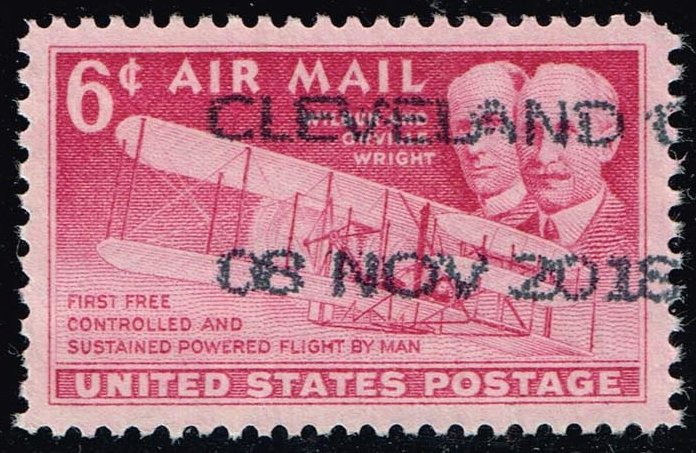 6¢ AIR MAIL
CLEVELAND
WILBUR AND
ORVILLE
WRIGHT
08 NOV 2018
FIRST FREE
CONTROLLED AND
SUSTAINED POWERED FLIGHT BY MAN
UNITED STATES POSTAGE